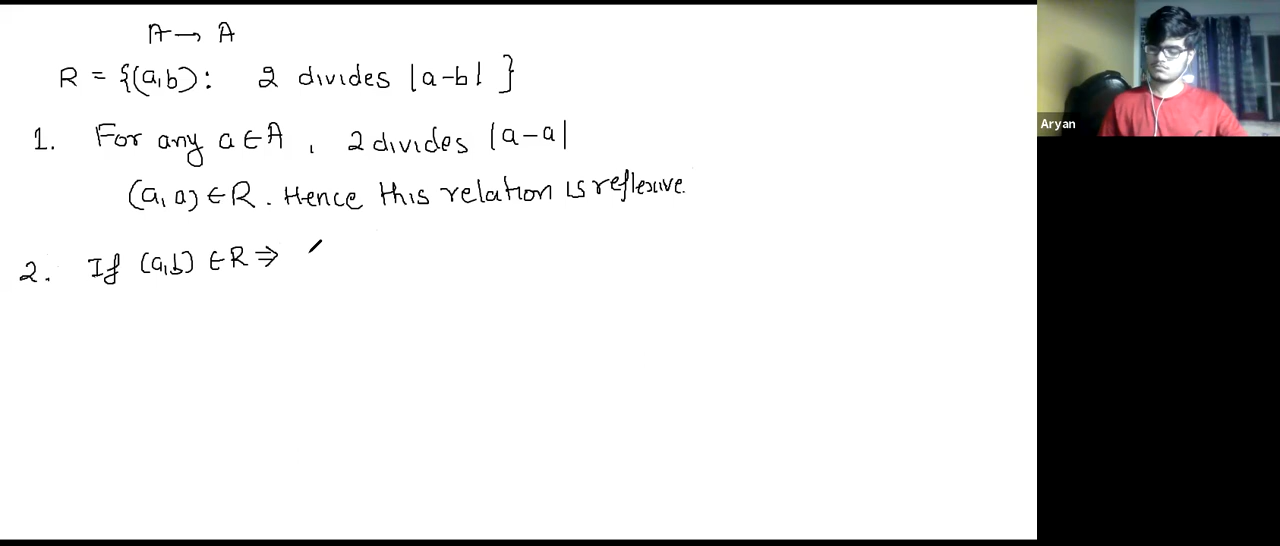 A → A
R = {(a,b) : 2 divides |a-b| }
1. For any a ∈ A , 2 divides |a-a|
(a, a) ∈ R . Hence this relation is reflexive.
2. If (a,b) ∈ R ⇒
Aryan